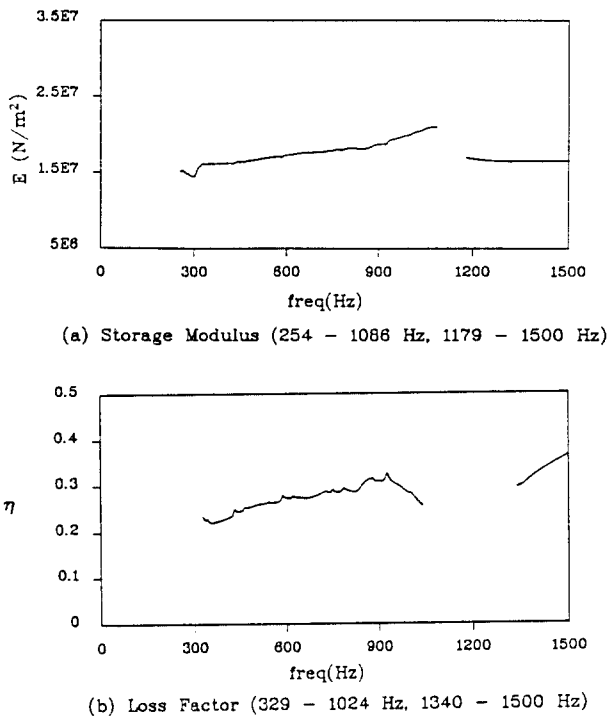 3.5E7
2.5E7
1.5E7
5E6
E (N/m²)
0 300 600 900 1200 1500
freq(Hz)
(a) Storage Modulus (254 - 1086 Hz, 1179 - 1500 Hz)
0.5
0.4
0.3
0.2
0.1
0
η
0 300 600 900 1200 1500
freq(Hz)
(b) Loss Factor (329 - 1024 Hz, 1340 - 1500 Hz)